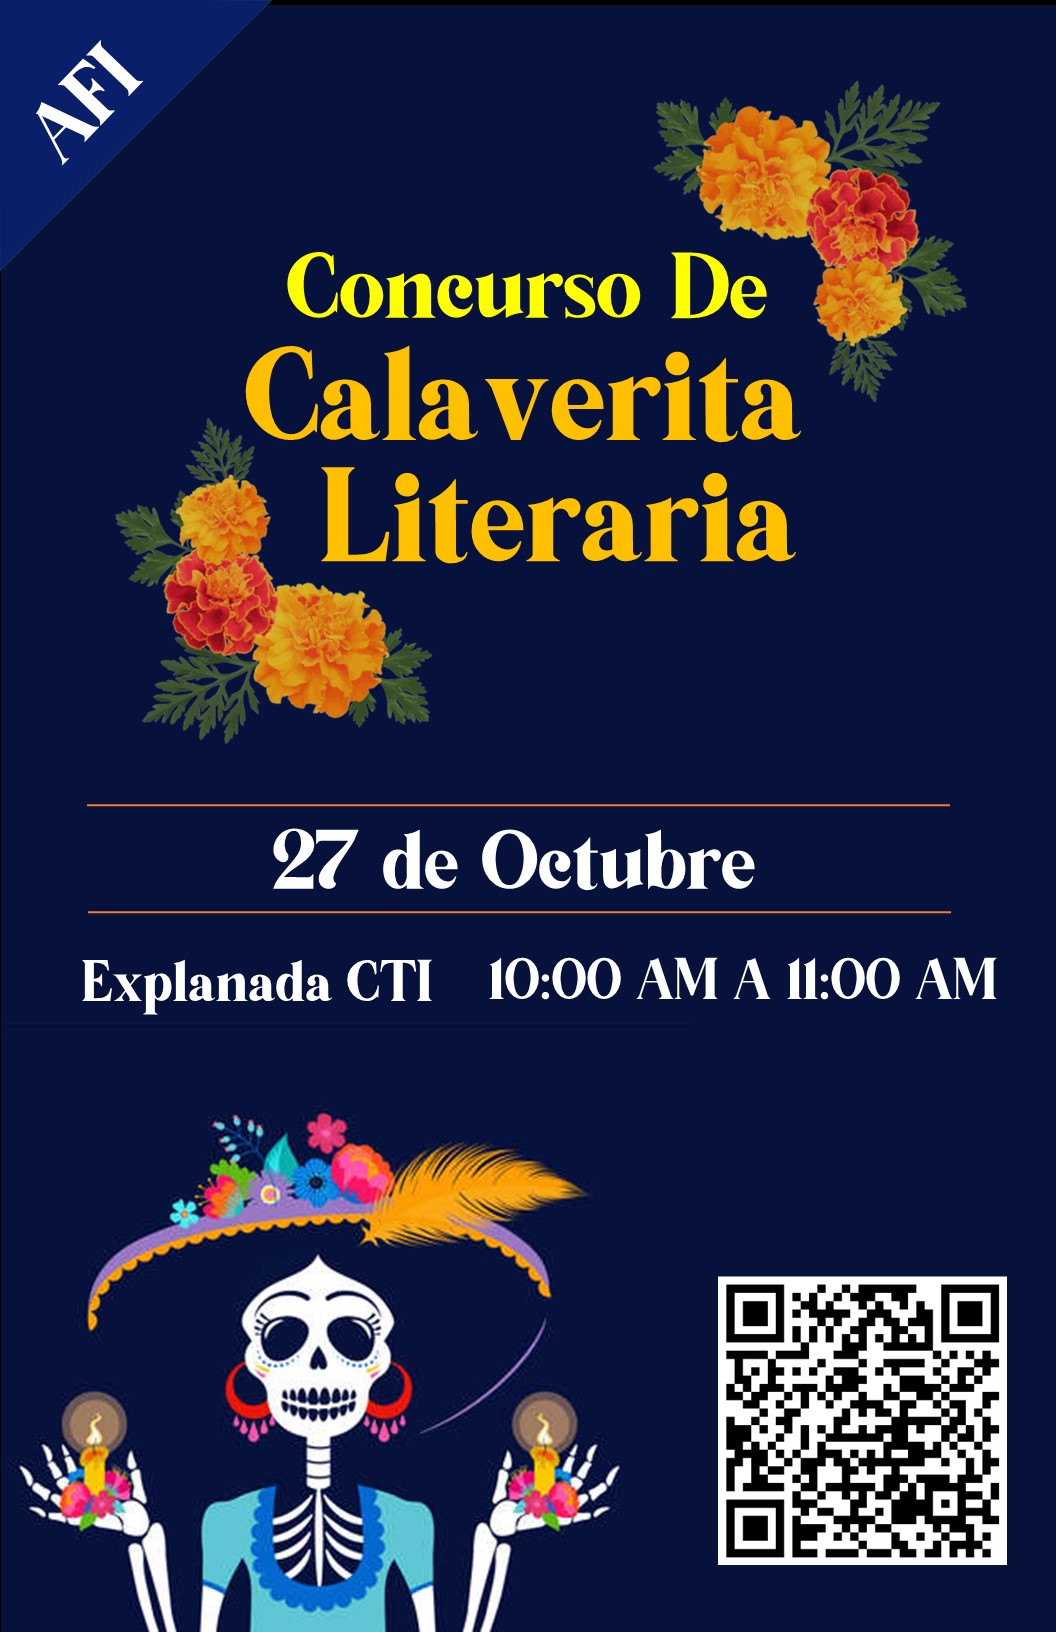 AFI
Concurso De
Calaverita
Literaria
27 de Octubre
Explanada CTI 10:00 AM A 11:00 AM